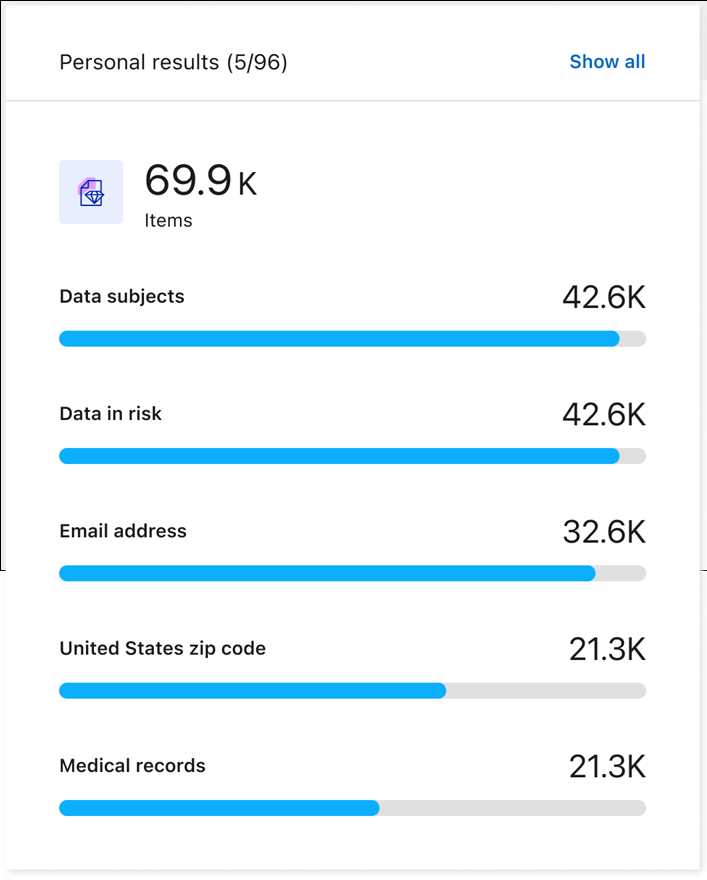 Personal results (5/96) Show all
69.9 K
Items
Data subjects 42.6K
Data in risk 42.6K
Email address 32.6K
United States zip code 21.3K
Medical records 21.3K